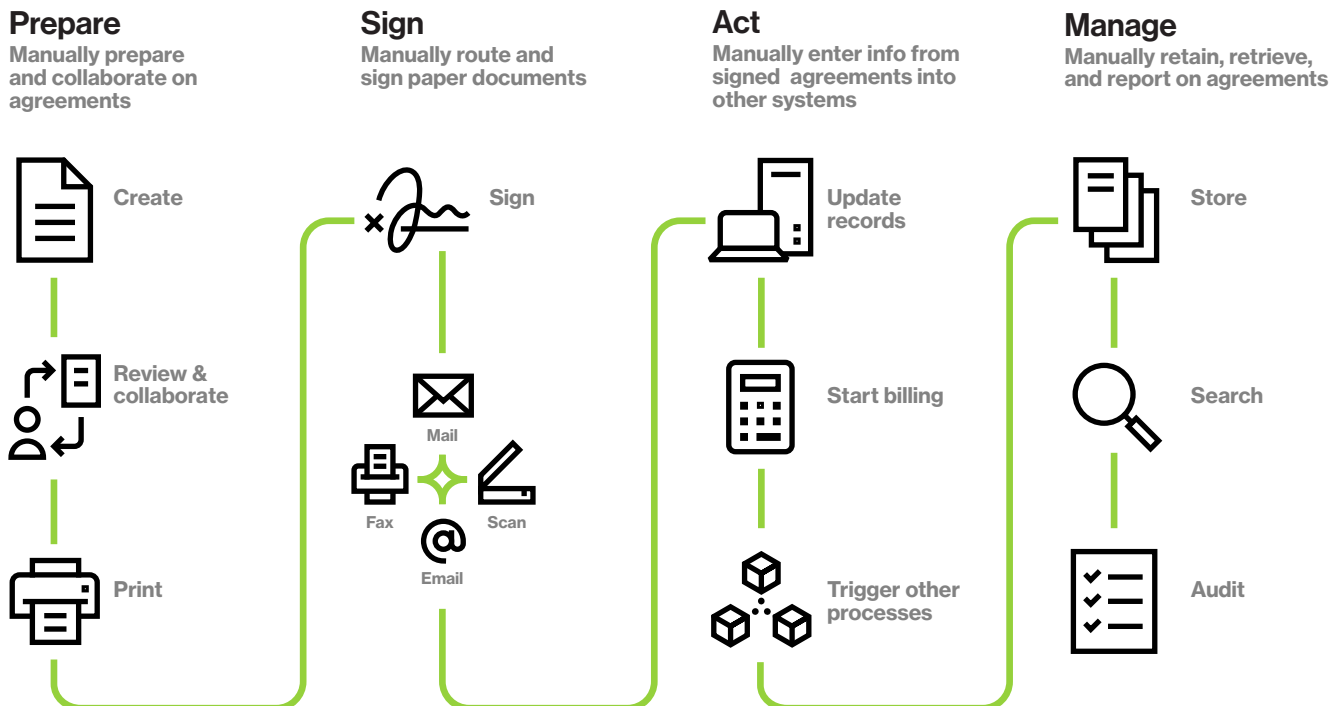 Prepare
Manually prepare
and collaborate on
agreements
Create
Review &
collaborate
Print
Sign
Manually route and
sign paper documents
Sign
Mail
Fax
Scan
Email
Act
Manually enter info from
signed agreements into
other systems
Update
records
Start billing
Trigger other
processes
Manage
Manually retain, retrieve,
and report on agreements
Store
Search
Audit